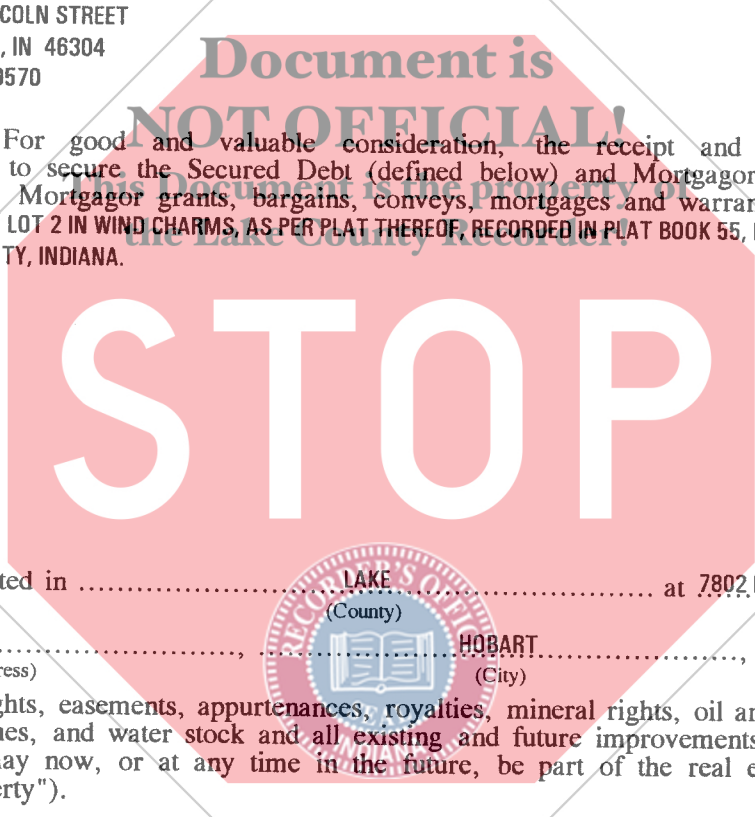 COLN STREET
, IN 46304
9570
Document is
NOT OFFICIAL!
For good and valuable consideration, the receipt and
to secure the Secured Debt (defined below) and Mortgagor
This Document is the property of
Mortgagor grants, bargains, conveys, mortgages and warran
LOT 2 IN WIND CHARMS, AS PER PLAT THEREOF, RECORDED IN PLAT BOOK 55,
the Lake County Recorder!
TY, INDIANA.
STOP
ted in ........................ LAKE ........................ at 7802
(County)
........................, ........................ HOBART ........................,
ress) (City)
RECORDER'S OFFIC
INDIANA
ghts, easements, appurtenances, royalties, mineral rights, oil an
nes, and water stock and all existing and future improvements
ay now, or at any time in the future, be part of the real e
erty").